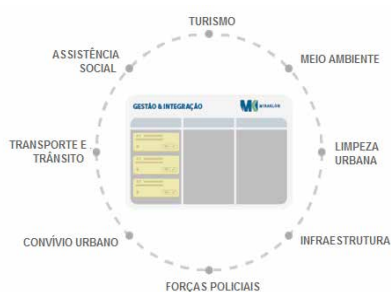 TURISMO
ASSISTÊNCIA
SOCIAL
MEIO AMBIENTE
GESTÃO & INTEGRAÇÃO
TRANSPORTE E
TRÂNSITO
LIMPEZA
URBANA
CONVÍVIO URBANO
INFRAESTRUTURA
FORÇAS POLICIAIS